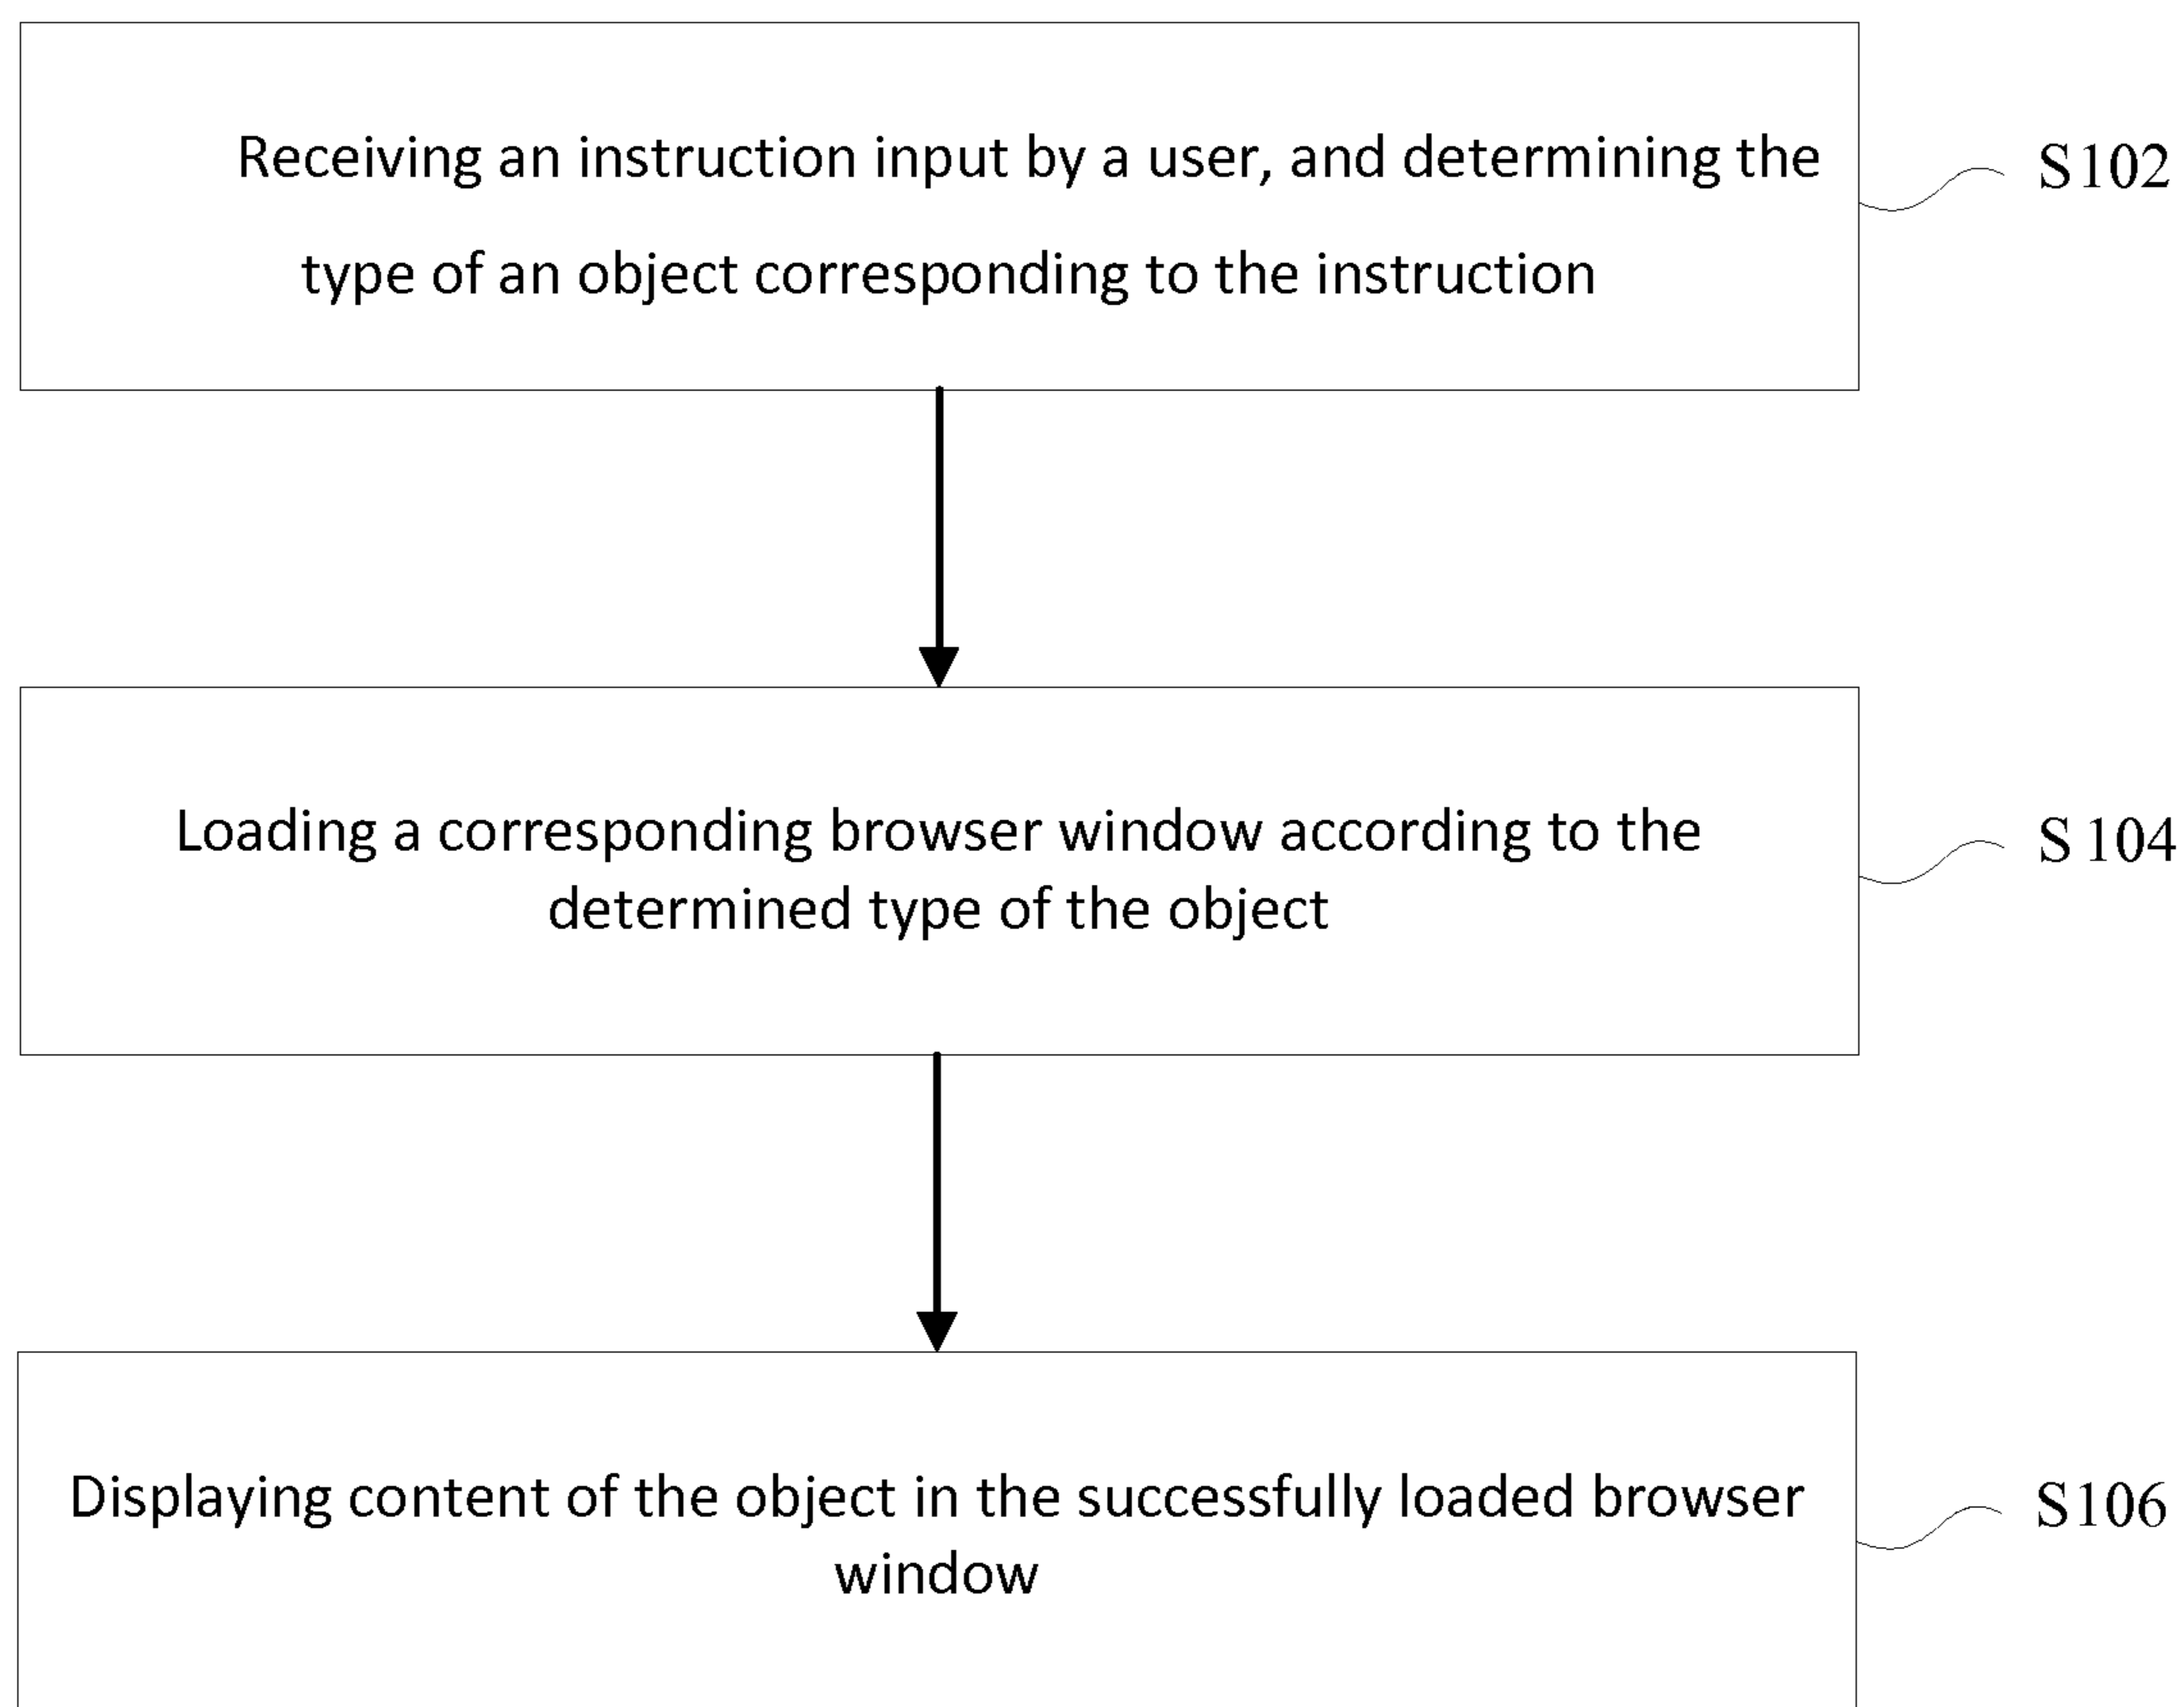 Receiving an instruction input by a user, and determining the
type of an object corresponding to the instruction
S102
Loading a corresponding browser window according to the
determined type of the object
S104
Displaying content of the object in the successfully loaded browser
window
S106